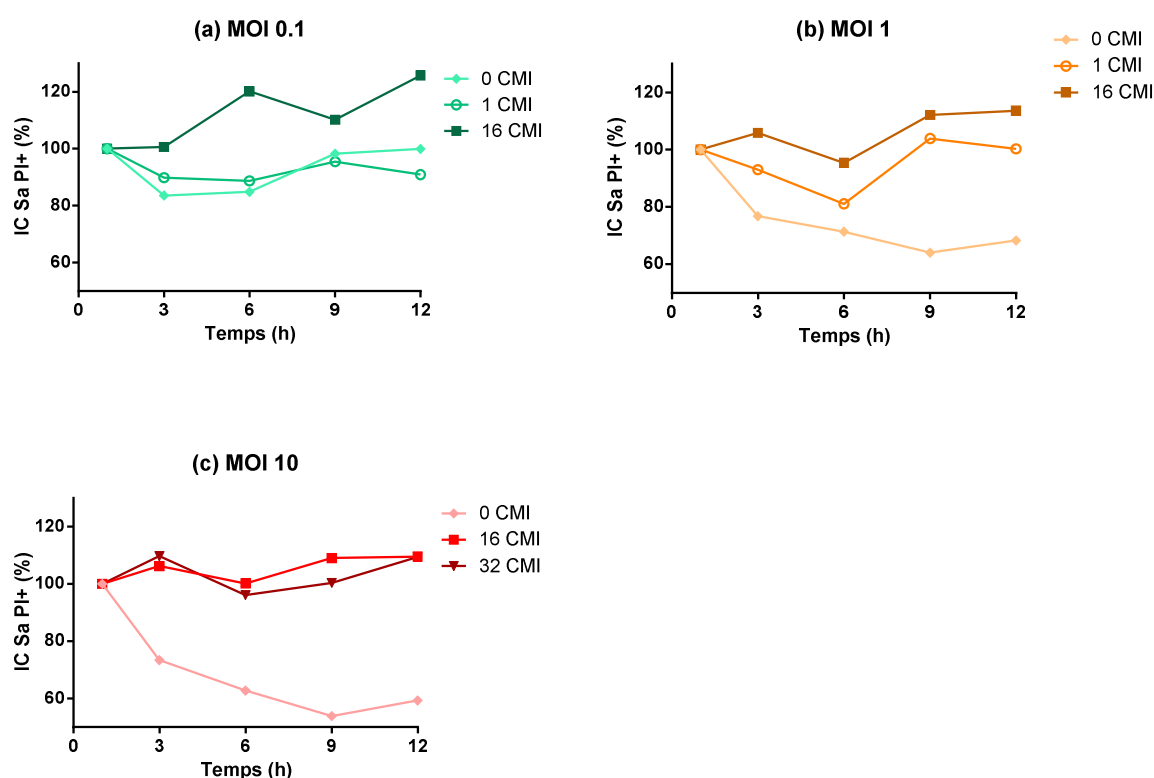 (a) MOI 0.1
IC Sa PI+ (%)
120
100
80
60
0
3
6
9
12
Temps (h)
0 CMI
1 CMI
16 CMI
(b) MOI 1
IC Sa PI+ (%)
120
100
80
60
0
3
6
9
12
Temps (h)
0 CMI
1 CMI
16 CMI
(c) MOI 10
IC Sa PI+ (%)
120
100
80
60
0
3
6
9
12
Temps (h)
0 CMI
16 CMI
32 CMI